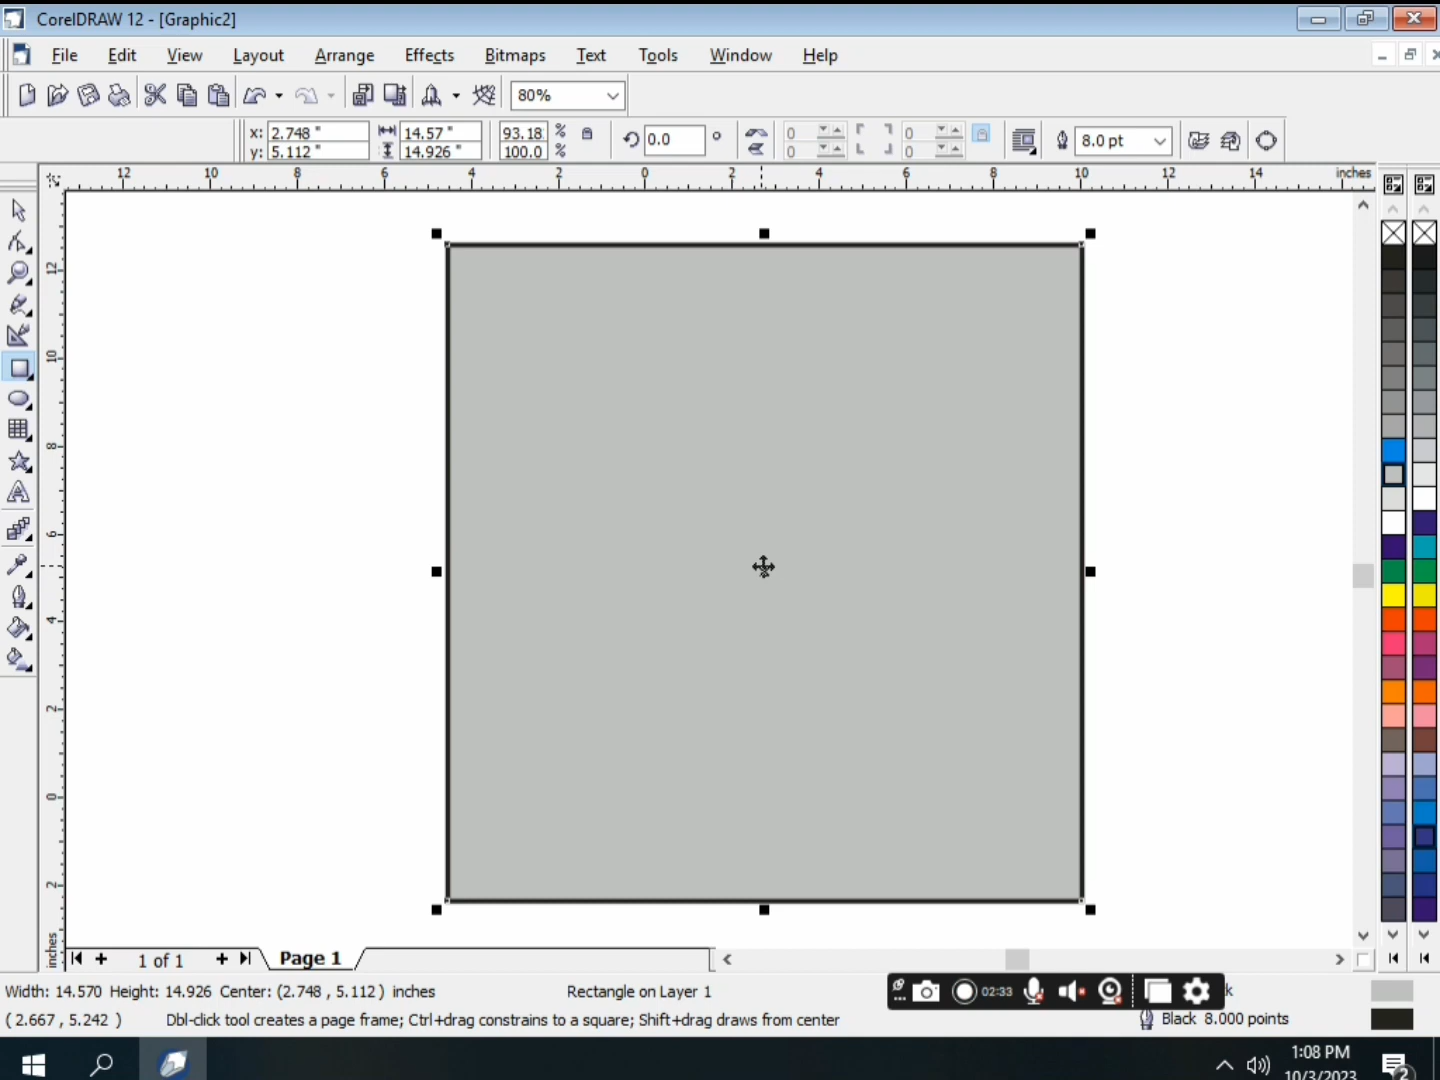 CorelDRAW 12 - [Graphic2]
File Edit View Layout Arrange Effects Bitmaps Text Tools Window Help
80%
x: 2.748 " 14.57 " 93.18 % 0.0 ° 0 0 8.0 pt
y: 5.112 " 14.926 " 100.0 % 0 0
12 10 8 6 4 2 0 2 4 6 8 10 12 14 inches
12
10
8
6
4
2
0
2
inches
1 of 1 Page 1
Width: 14.570 Height: 14.926 Center: (2.748 , 5.112 ) inches Rectangle on Layer 1 02:33 k
( 2.667 , 5.242 ) Dbl-click tool creates a page frame; Ctrl+drag constrains to a square; Shift+drag draws from center Black 8.000 points
1:08 PM
10/3/2023
2